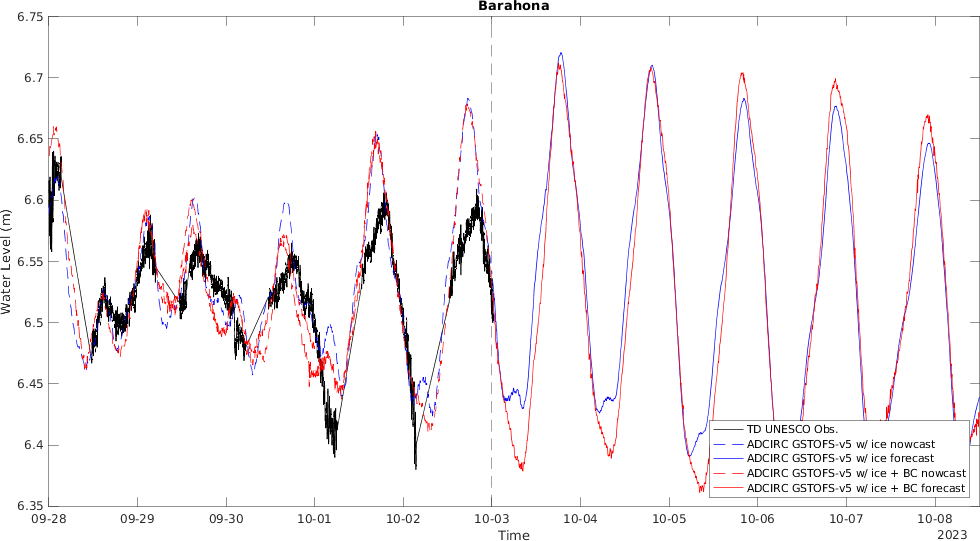 Barahona
6.75
6.7
6.65
6.6
6.55
6.5
6.45
6.4
6.35
Water Level (m)
09-28 09-29 09-30 10-01 10-02 10-03 10-04 10-05 10-06 10-07 10-08
Time
2023
TD UNESCO Obs.
ADCIRC GSTOFS-v5 w/ ice nowcast
ADCIRC GSTOFS-v5 w/ ice forecast
ADCIRC GSTOFS-v5 w/ ice + BC nowcast
ADCIRC GSTOFS-v5 w/ ice + BC forecast